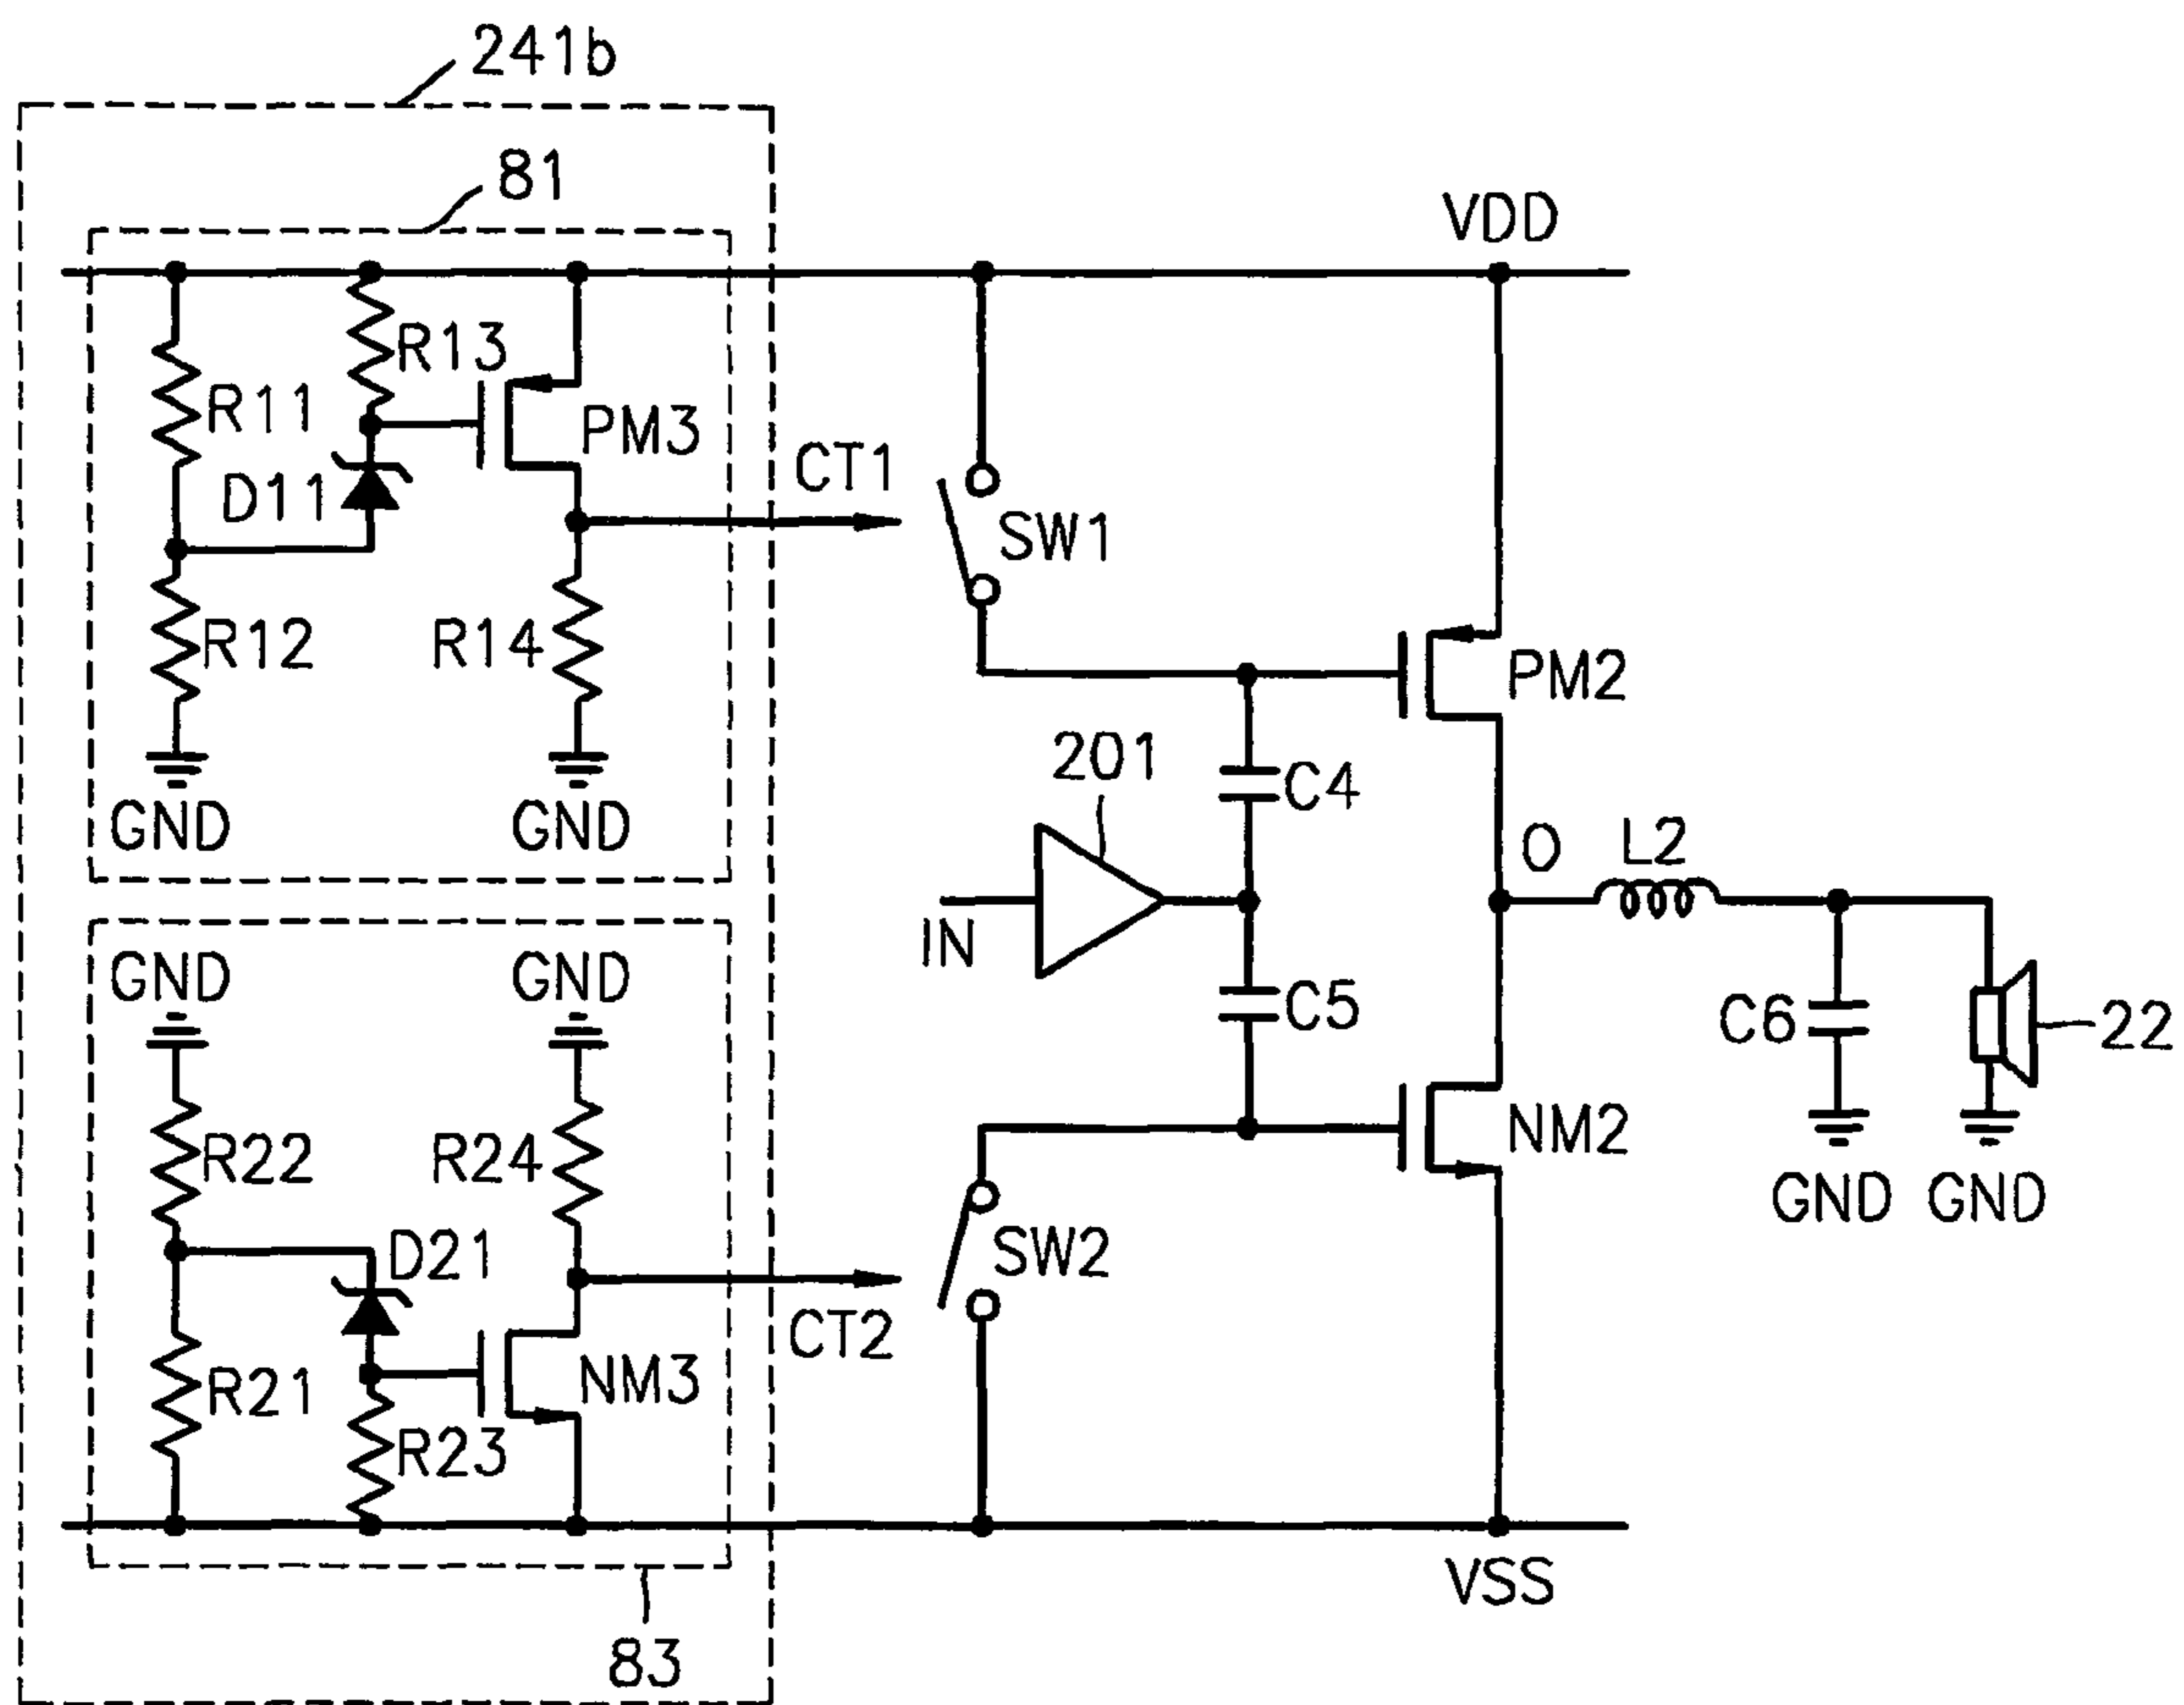 241b
81
VDD
R13
R11
PM3
CT1
D11
SW1
R12
R14
PM2
201
C4
GND
GND
O
L2
IN
GND
GND
C5
C6
22
R22
R24
NM2
GND
GND
D21
SW2
CT2
R21
NM3
R23
VSS
83